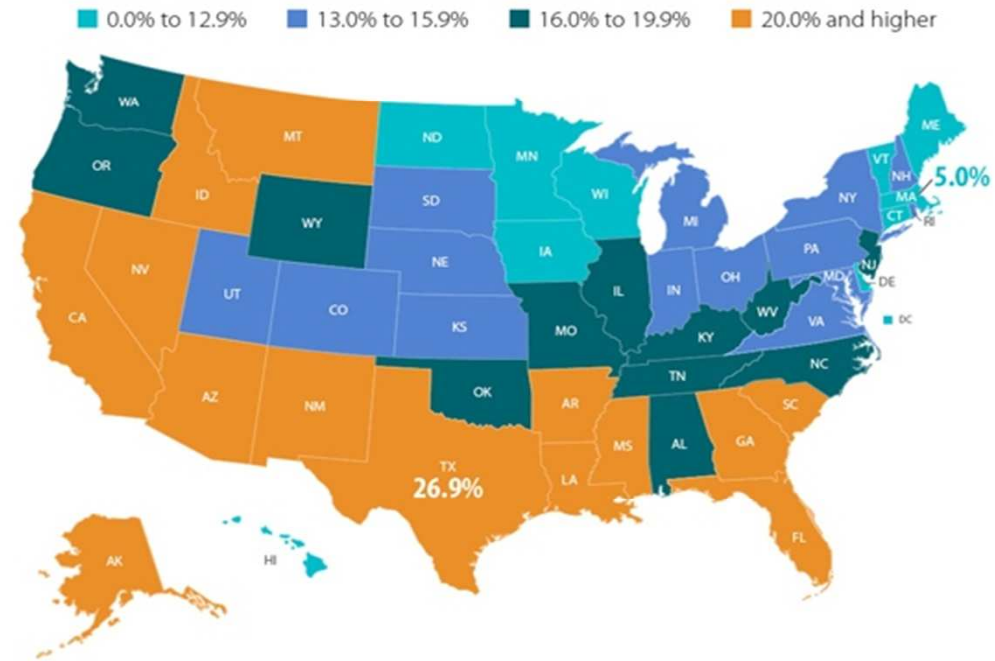 0.0% to 12.9% 13.0% to 15.9% 16.0% to 19.9% 20.0% and higher
WA
ME
MT
ND
VT
MN
OR
NH
5.0%
ID
WI
MA
SD
NY
CT
WY
MI
RI
IA
PA
NE
NV
NJ
OH
MD
DE
UT
IN
IL
CO
WV
CA
VA
DC
KS
MO
KY
NC
TN
OK
AZ
AR
SC
NM
GA
MS
AL
TX
26.9%
LA
FL
AK
HI